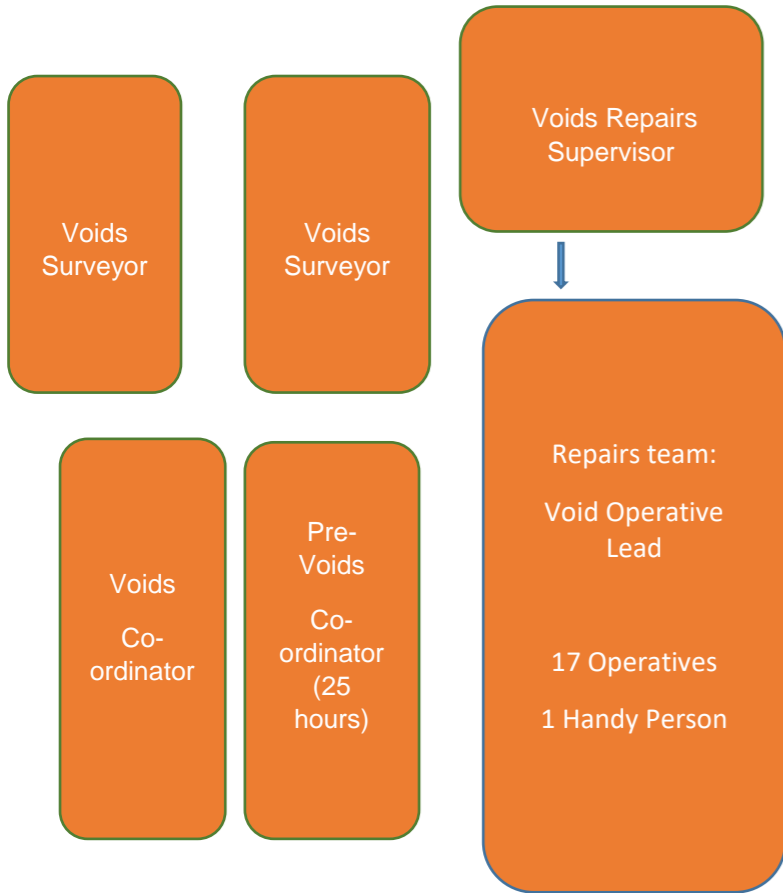 Voids
Surveyor
Voids
Surveyor
Voids Repairs
Supervisor
Voids
Co-
ordinator
Pre-
Voids
Co-
ordinator
(25
hours)
Repairs team:
Void Operative
Lead
17 Operatives
1 Handy Person